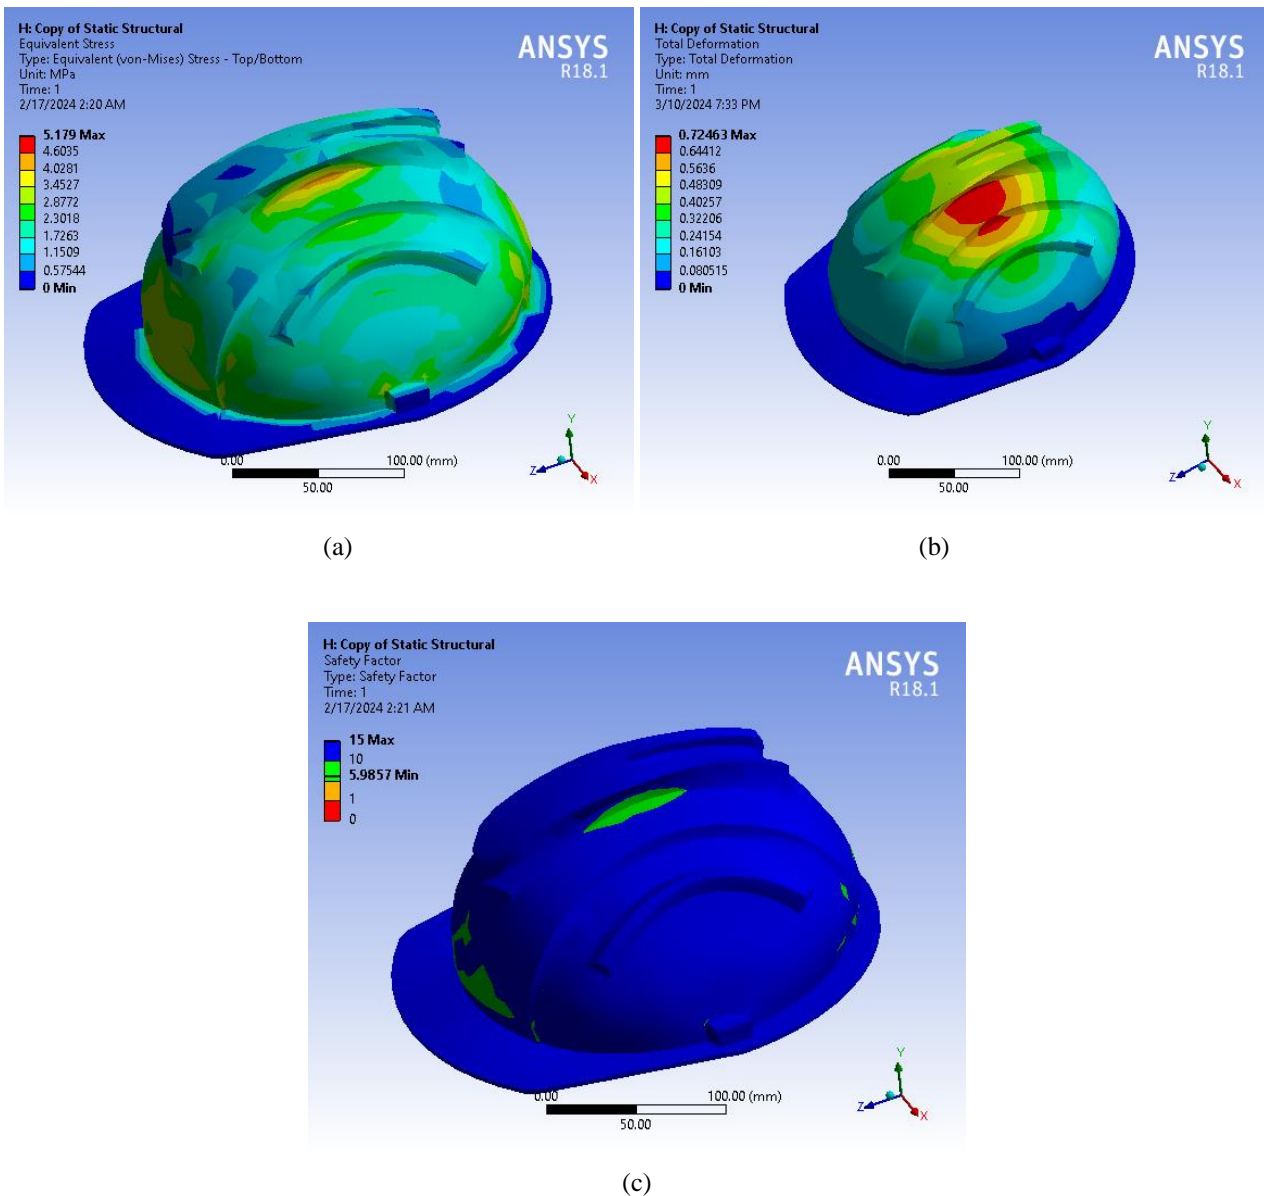 H: Copy of Static Structural
Equivalent Stress
Type: Equivalent (von-Mises) Stress - Top/Bottom
Unit: MPa
Time: 1
2/17/2024 2:20 AM
ANSYS
R18.1
5.179 Max
4.6035
4.0281
3.4527
2.8772
2.3018
1.7263
1.1509
0.57544
0 Min
0.00
100.00 (mm)
50.00
Y
Z
X
(a)
H: Copy of Static Structural
Total Deformation
Type: Total Deformation
Unit: mm
Time: 1
3/10/2024 7:33 PM
ANSYS
R18.1
0.72463 Max
0.64412
0.5636
0.48309
0.40257
0.32206
0.24154
0.16103
0.080515
0 Min
0.00
100.00 (mm)
50.00
Y
Z
X
(b)
H: Copy of Static Structural
Safety Factor
Type: Safety Factor
Time: 1
2/17/2024 2:21 AM
ANSYS
R18.1
15 Max
10
5.9857 Min
1
0
0.00
100.00 (mm)
50.00
Y
Z
X
(c)